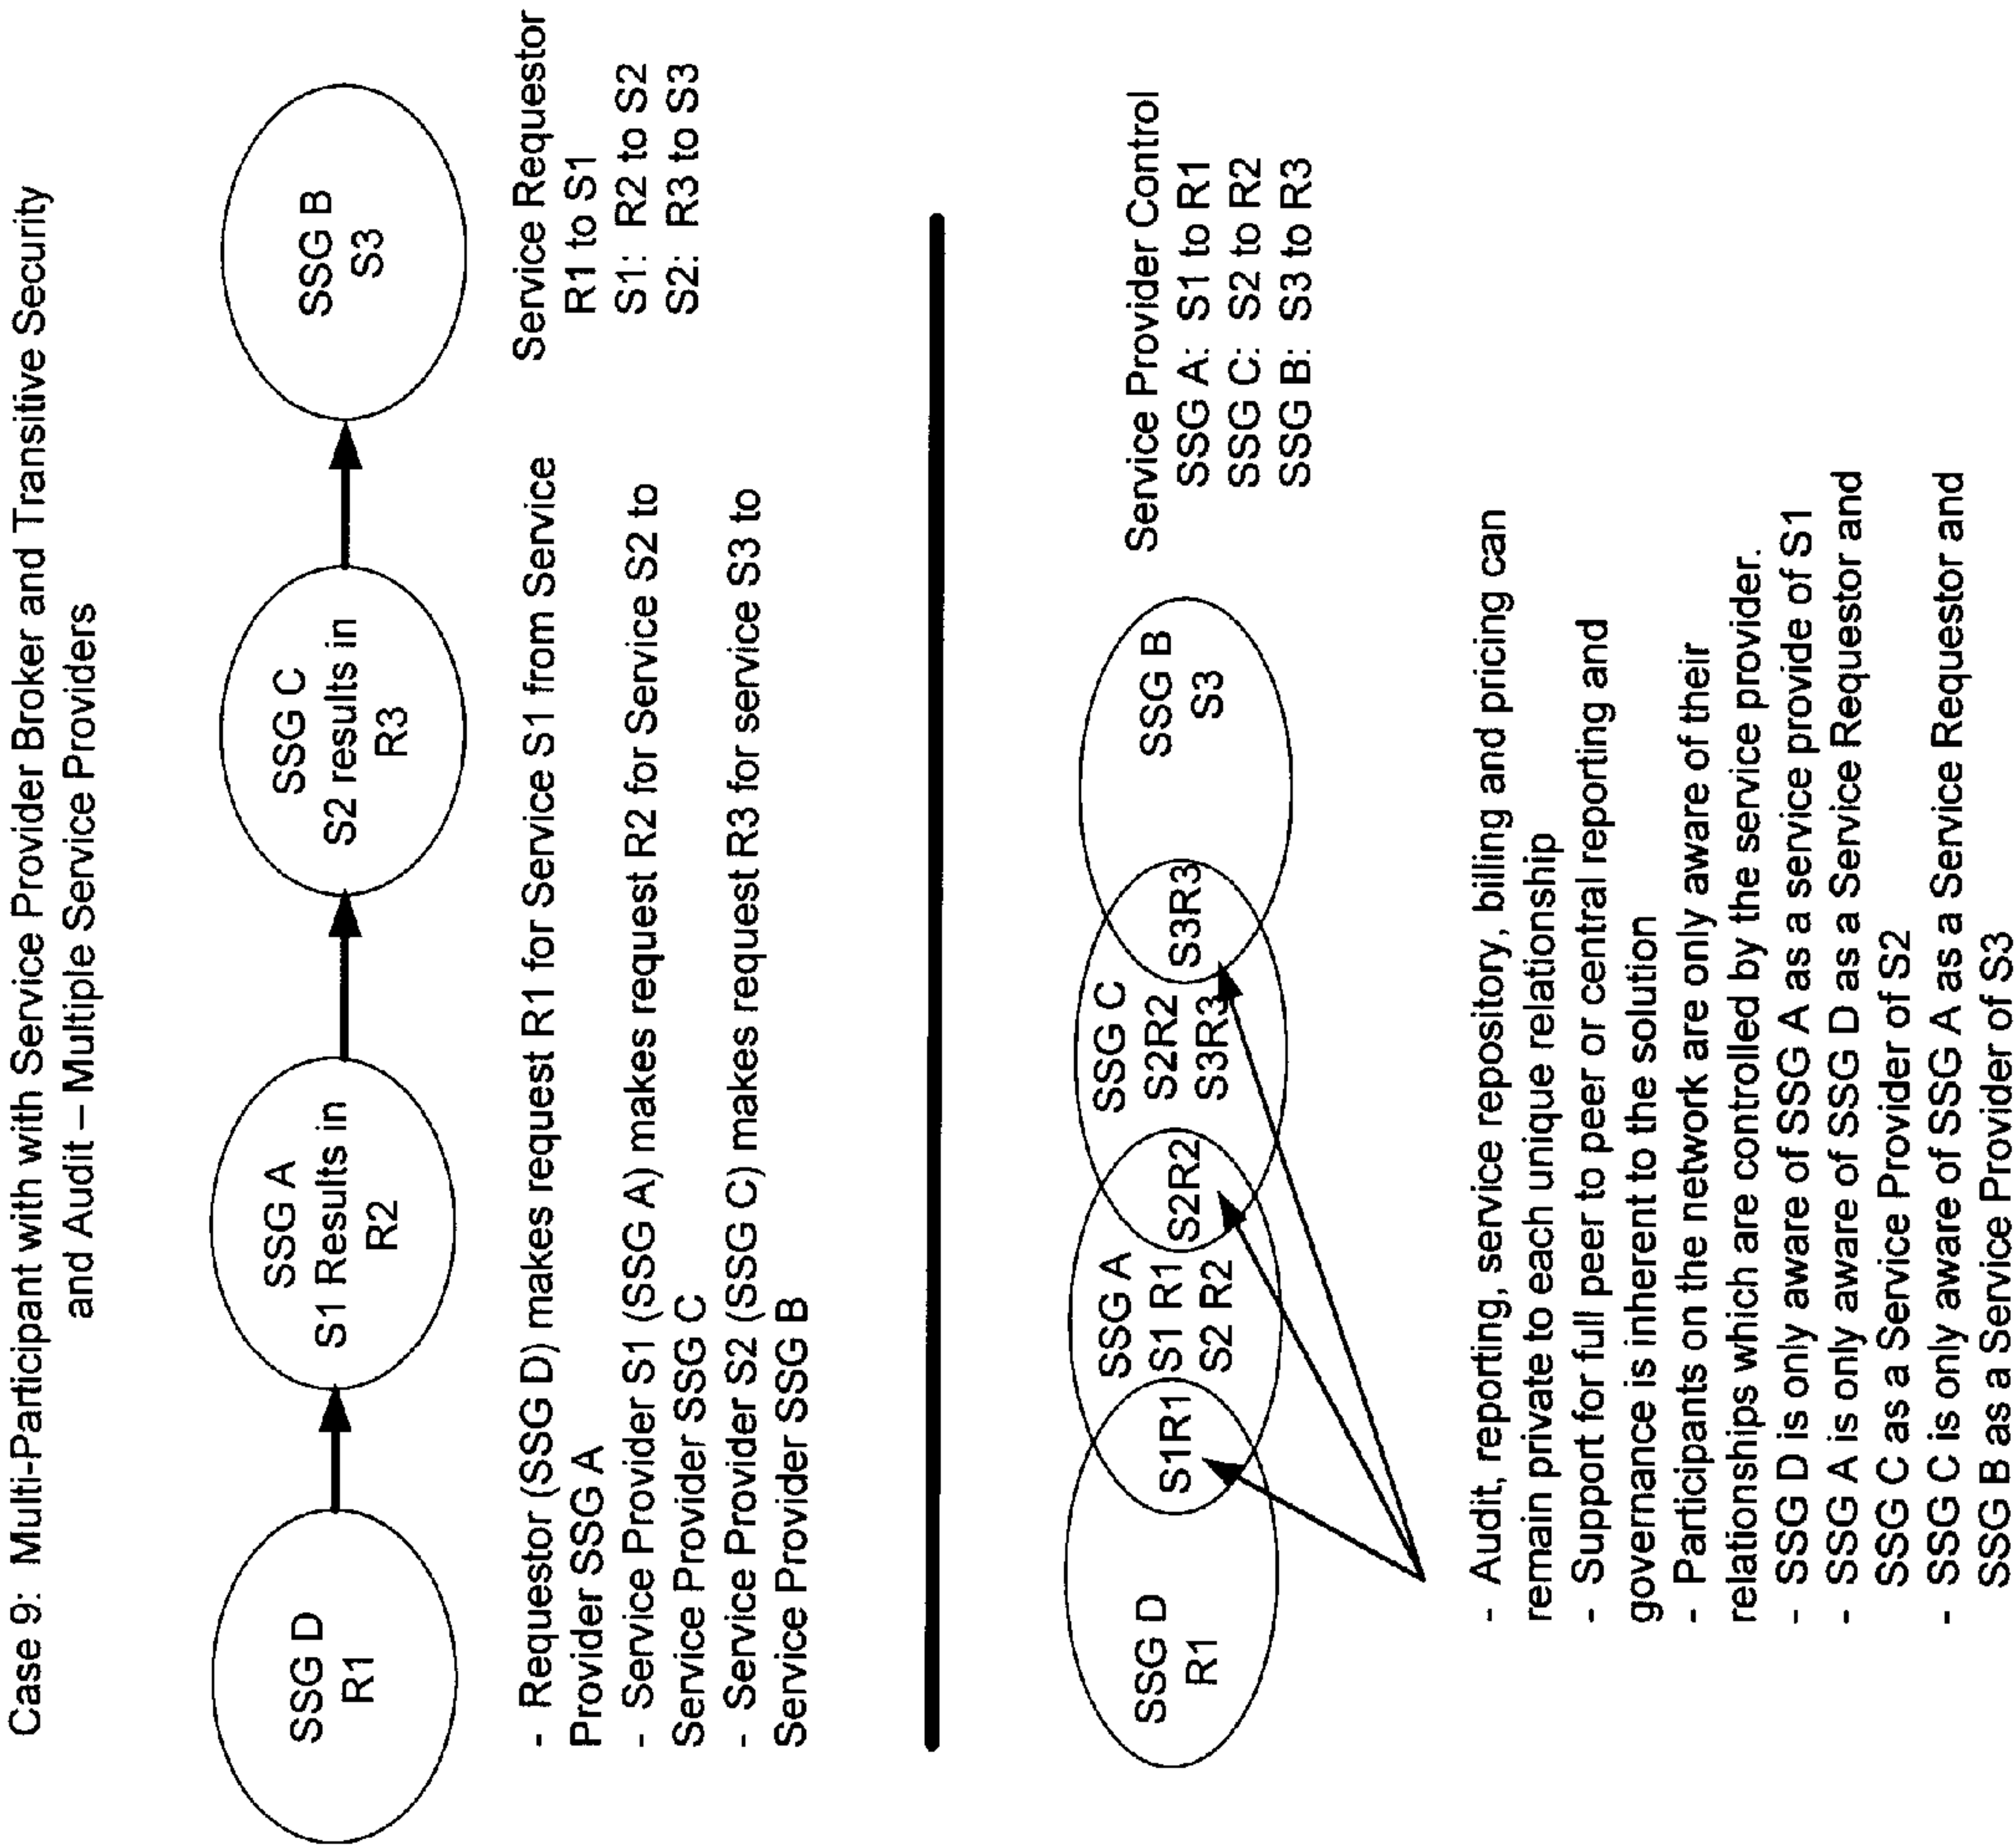 Case 9:  Multi-Participant with Service Provider Broker and Transitive Security
and Audit – Multiple Service Providers
SSG D
R1
SSG A
S1 Results in
R2
SSG C
S2 results in
R3
SSG B
S3
- Requestor (SSG D) makes request R1 for Service S1 from Service
Provider SSG A
- Service Provider S1 (SSG A) makes request R2 for Service S2 to
Service Provider SSG C
- Service Provider S2 (SSG C) makes request R3 for service S3 to
Service Provider SSG B
Service Requestor
R1 to S1
S1:  R2 to S2
S2:  R3 to S3
SSG D
R1
S1R1
SSG A
S1 R1
S2 R2
S2R2
SSG C
S2R2
S3R3
S3R3
SSG B
S3
Service Provider Control
SSG A:  S1 to R1
SSG C:  S2 to R2
SSG B:  S3 to R3
- Audit, reporting, service repository, billing and pricing can
remain private to each unique relationship
- Support for full peer to peer or central reporting and
governance is inherent to the solution
- Participants on the network are only aware of their
relationships which are controlled by the service provider.
- SSG D is only aware of SSG A as a service provide of S1
- SSG A is only aware of SSG D as a Service Requestor and
SSG C as a Service Provider of S2
- SSG C is only aware of SSG A as a Service Requestor and
SSG B as a Service Provider of S3